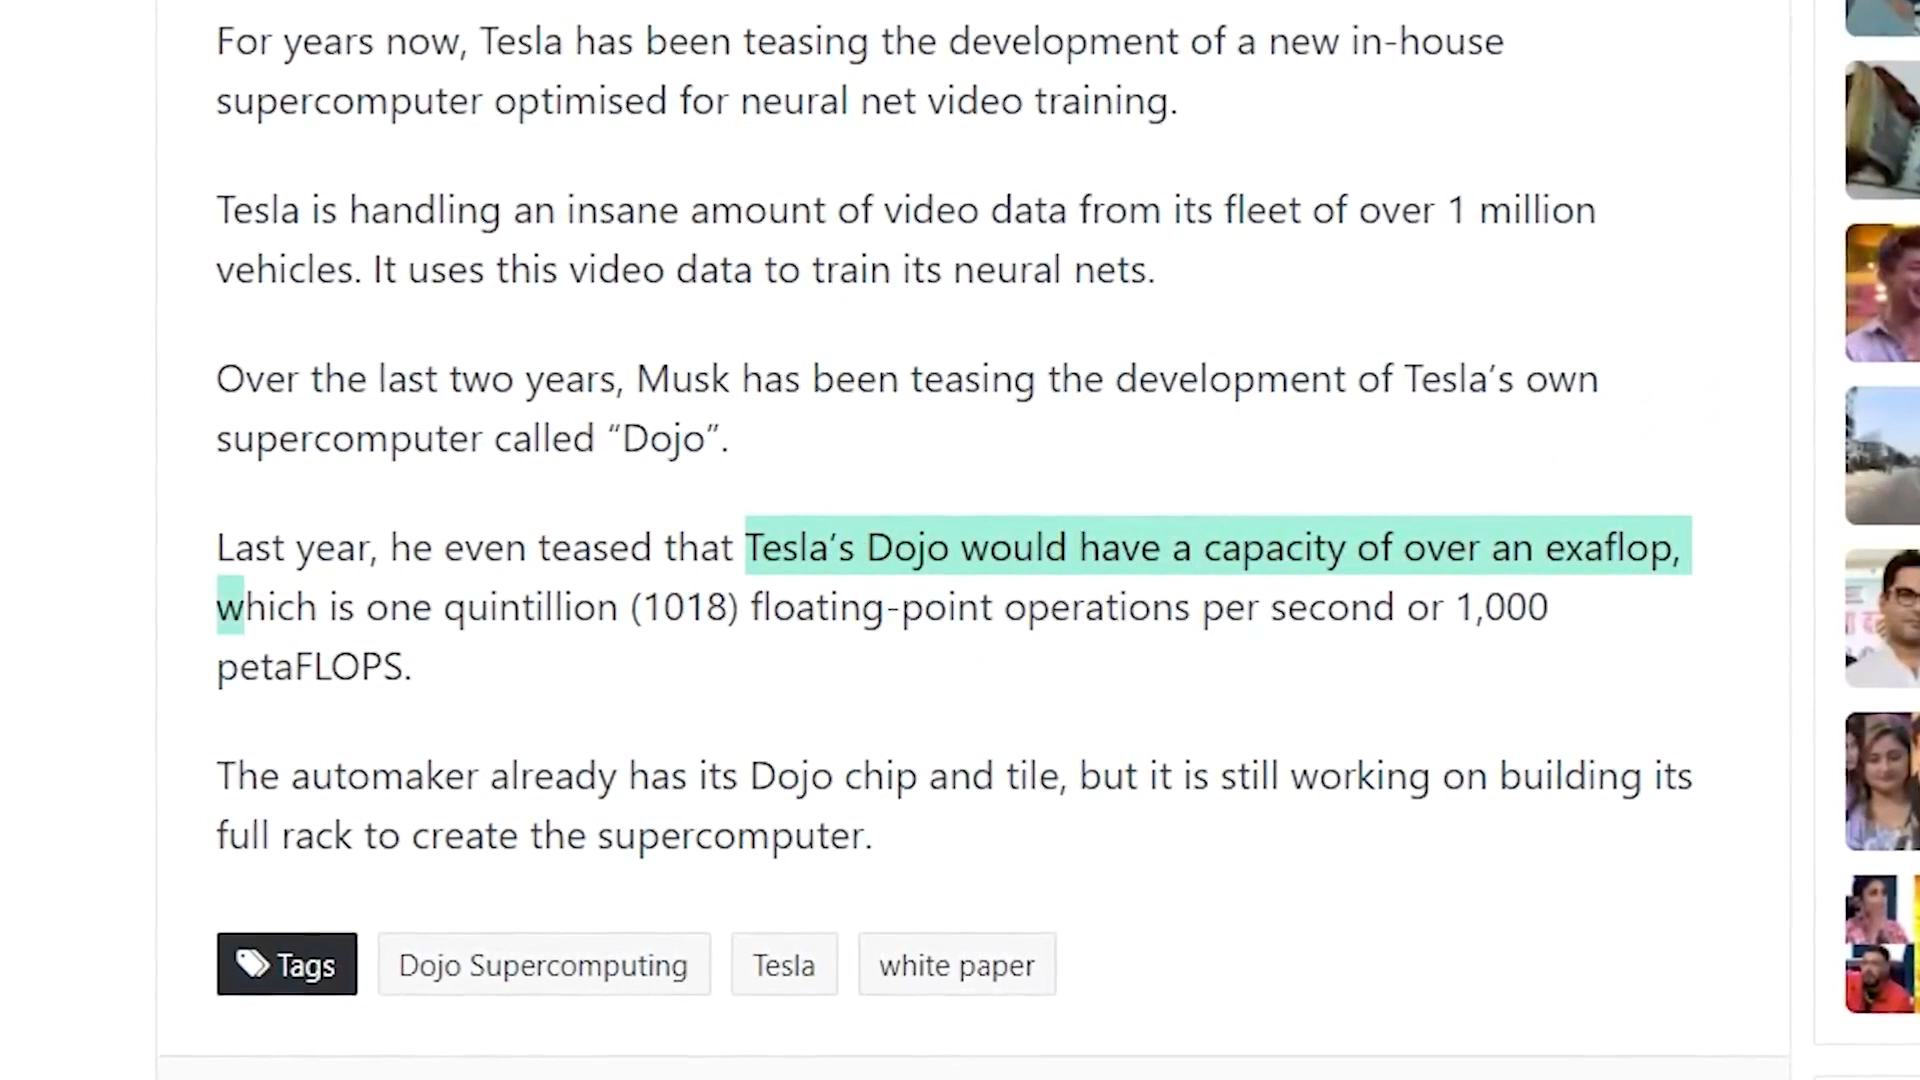 For years now, Tesla has been teasing the development of a new in-house
supercomputer optimised for neural net video training.
Tesla is handling an insane amount of video data from its fleet of over 1 million
vehicles. It uses this video data to train its neural nets.
Over the last two years, Musk has been teasing the development of Tesla’s own
supercomputer called “Dojo”.
Last year, he even teased that Tesla’s Dojo would have a capacity of over an exaflop,
which is one quintillion (1018) floating-point operations per second or 1,000
petaFLOPS.
The automaker already has its Dojo chip and tile, but it is still working on building its
full rack to create the supercomputer.
Tags Dojo Supercomputing Tesla white paper